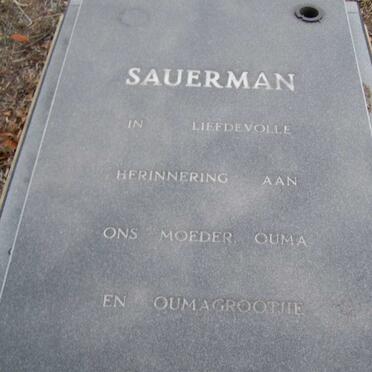 SAUERMAN
IN LIEFDEVOLLE
HERINNERING AAN
ONS MOEDER, OUMA
EN OUMAGROOTJIE